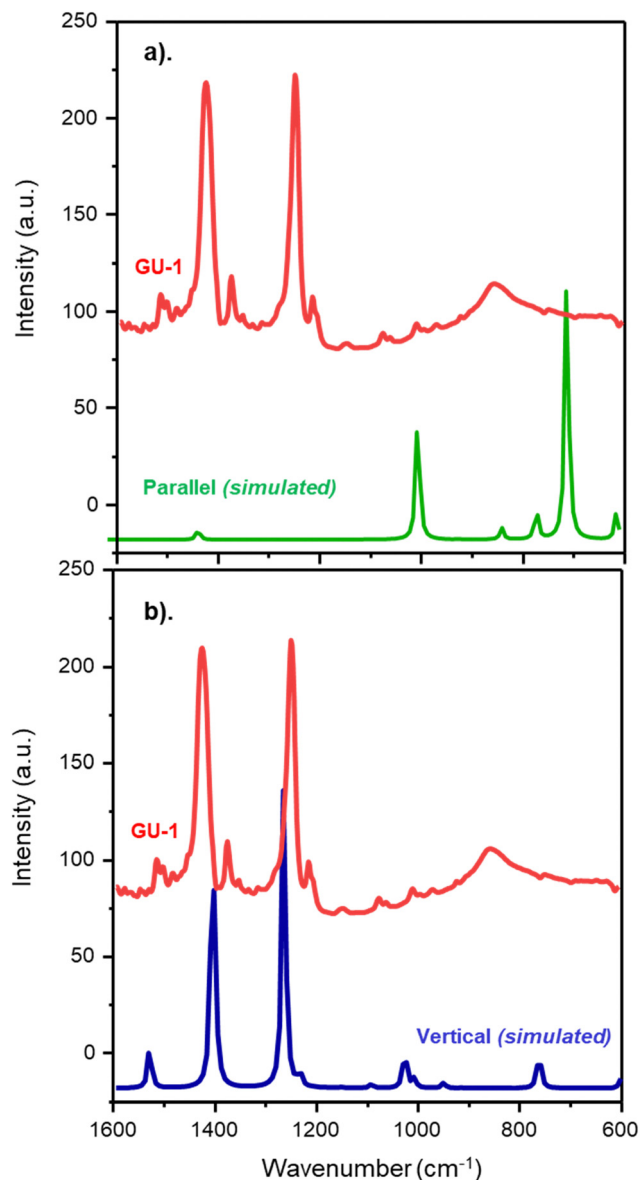 250
a).
200
150
GU-1
100
50
Parallel (simulated)
0
Intensity (a.u.)
250
b).
200
150
GU-1
100
50
Vertical (simulated)
0
Intensity (a.u.)
1600 1400 1200 1000 800 600
Wavenumber (cm⁻¹)